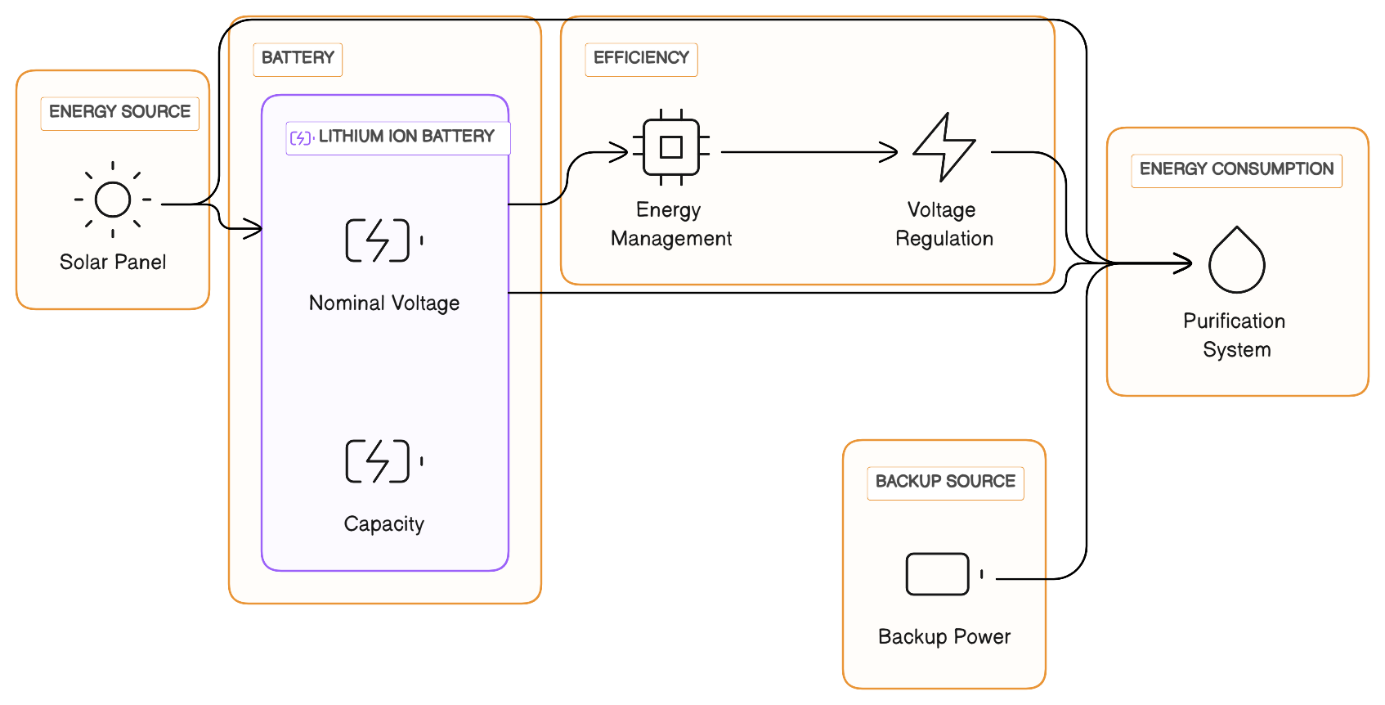 ENERGY SOURCE
Solar Panel
BATTERY
LITHIUM ION BATTERY
Nominal Voltage
Capacity
EFFICIENCY
Energy
Management
Voltage
Regulation
ENERGY CONSUMPTION
Purification
System
BACKUP SOURCE
Backup Power